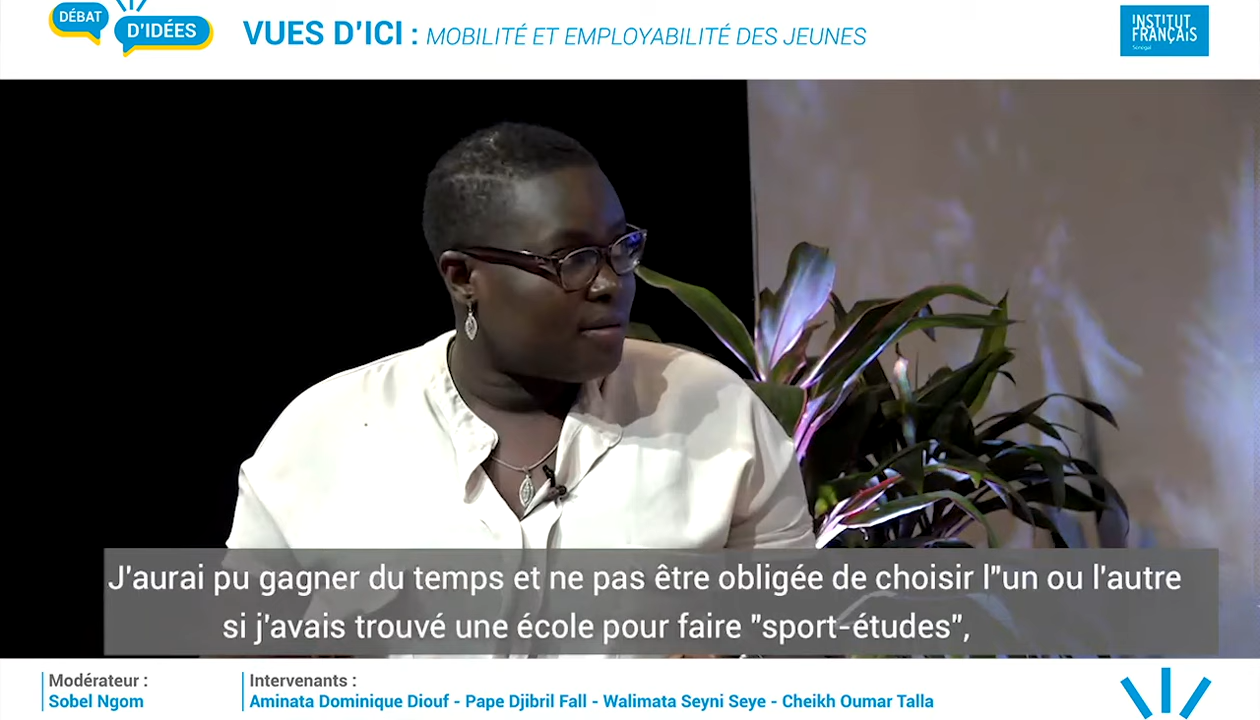 DÉBAT
D'IDÉES
VUES D'ICI : MOBILITÉ ET EMPLOYABILITÉ DES JEUNES
INSTITUT
FRANÇAIS
Sénégal
J'aurai pu gagner du temps et ne pas être obligée de choisir l"un ou l'autre
si j'avais trouvé une école pour faire "sport-études",
Modérateur :
Sobel Ngom
Intervenants :
Aminata Dominique Diouf - Pape Djibril Fall - Walimata Seyni Seye - Cheikh Oumar Talla